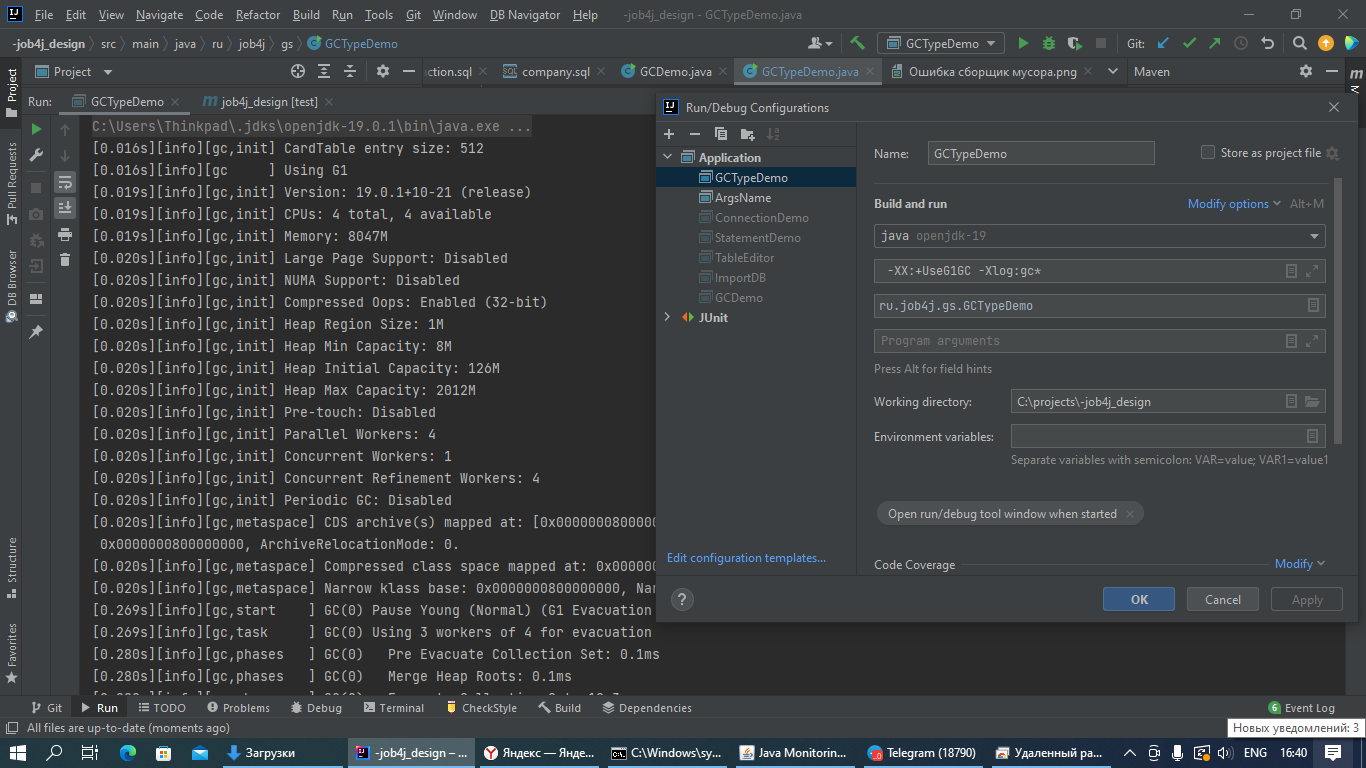 File Edit View Navigate Code Refactor Build Run Tools Git Window DB Navigator Help -job4j_design - GCTypeDemo.java
-job4j_design src main java ru job4j gs GCTypeDemo GCTypeDemo Git:
Project ction.sql company.sql GCDemo.java GCTypeDemo.java Ошибка сборщик мусора.png Maven
Run: GCTypeDemo job4j_design [test]
Project
Pull Requests
DB Browser
Structure
Favorites
C:\Users\Thinkpad\.jdks\openjdk-19.0.1\bin\java.exe ...
[0.016s][info][gc,init] CardTable entry size: 512
[0.016s][info][gc     ] Using G1
[0.019s][info][gc,init] Version: 19.0.1+10-21 (release)
[0.019s][info][gc,init] CPUs: 4 total, 4 available
[0.019s][info][gc,init] Memory: 8047M
[0.020s][info][gc,init] Large Page Support: Disabled
[0.020s][info][gc,init] NUMA Support: Disabled
[0.020s][info][gc,init] Compressed Oops: Enabled (32-bit)
[0.020s][info][gc,init] Heap Region Size: 1M
[0.020s][info][gc,init] Heap Min Capacity: 8M
[0.020s][info][gc,init] Heap Initial Capacity: 126M
[0.020s][info][gc,init] Heap Max Capacity: 2012M
[0.020s][info][gc,init] Pre-touch: Disabled
[0.020s][info][gc,init] Parallel Workers: 4
[0.020s][info][gc,init] Concurrent Workers: 1
[0.020s][info][gc,init] Concurrent Refinement Workers: 4
[0.020s][info][gc,init] Periodic GC: Disabled
[0.020s][info][gc,metaspace] CDS archive(s) mapped at: [0x0000000800000
0x0000000800000000, ArchiveRelocationMode: 0.
[0.020s][info][gc,metaspace] Compressed class space mapped at: 0x000000
[0.020s][info][gc,metaspace] Narrow klass base: 0x0000000800000000, Nar
[0.269s][info][gc,start    ] GC(0) Pause Young (Normal) (G1 Evacuation
[0.269s][info][gc,task     ] GC(0) Using 3 workers of 4 for evacuation
[0.280s][info][gc,phases   ] GC(0)   Pre Evacuate Collection Set: 0.1ms
[0.280s][info][gc,phases   ] GC(0)   Merge Heap Roots: 0.1ms
Run/Debug Configurations
Application
GCTypeDemo
ArgsName
ConnectionDemo
StatementDemo
TableEditor
ImportDB
GCDemo
JUnit
Edit configuration templates...
Name: GCTypeDemo Store as project file
Build and run Modify options Alt+M
java openjdk-19
-XX:+UseG1GC -Xlog:gc*
ru.job4j.gs.GCTypeDemo
Program arguments
Press Alt for field hints
Working directory: C:\projects\-job4j_design
Environment variables:
Separate variables with semicolon: VAR=value; VAR1=value1
Open run/debug tool window when started
Code Coverage Modify
? OK Cancel Apply
Git Run TODO Problems Debug Terminal CheckStyle Build Dependencies 6 Event Log
All files are up-to-date (moments ago)
Новых уведомлений: 3
Загрузки -job4j_design – ... Яндекс — Янде... C:\Windows\sy... Java Monitorin... Telegram (18790) Удаленный ра... ENG 16:40